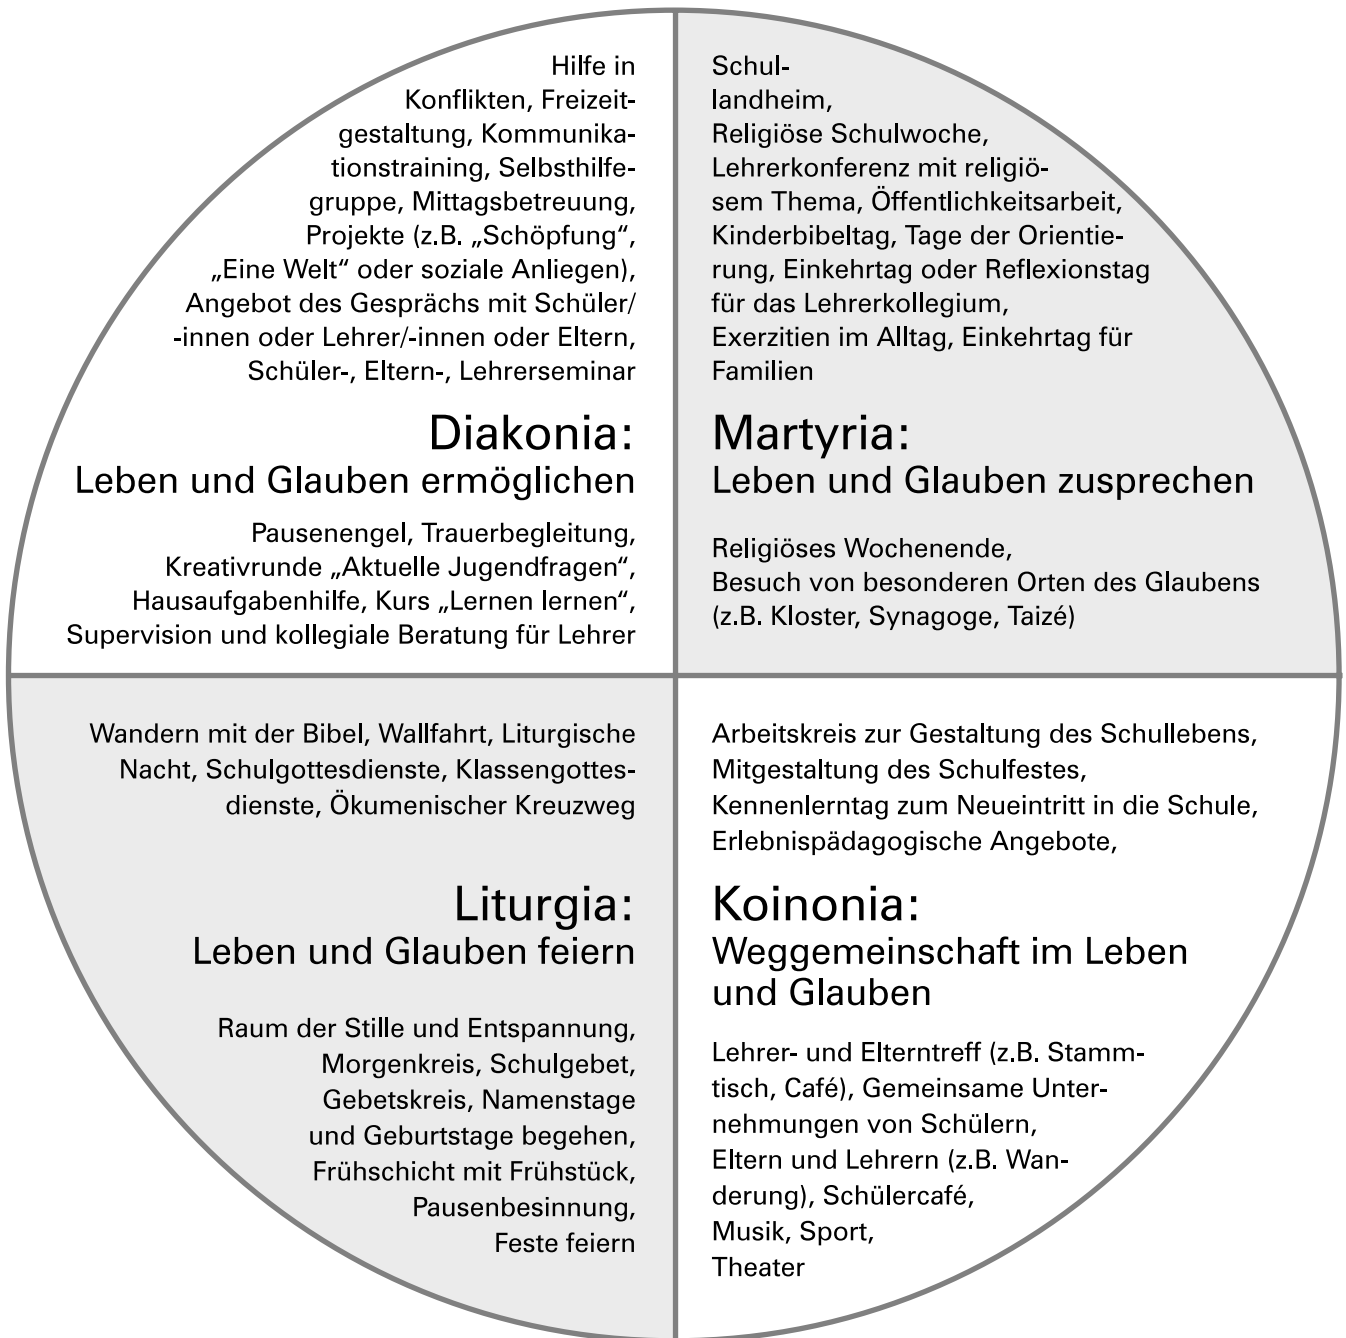 Hilfe in
Konflikten, Freizeit-
gestaltung, Kommunika-
tionstraining, Selbsthilfe-
gruppe, Mittagsbetreuung,
Projekte (z.B. „Schöpfung“,
„Eine Welt“ oder soziale Anliegen),
Angebot des Gesprächs mit Schüler/
-innen oder Lehrer/-innen oder Eltern,
Schüler-, Eltern-, Lehrerseminar
Diakonia:
Leben und Glauben ermöglichen
Pausenengel, Trauerbegleitung,
Kreativrunde „Aktuelle Jugendfragen“,
Hausaufgabenhilfe, Kurs „Lernen lernen“,
Supervision und kollegiale Beratung für Lehrer
Schul-
landheim,
Religiöse Schulwoche,
Lehrerkonferenz mit religiö-
sem Thema, Öffentlichkeitsarbeit,
Kinderbibeltag, Tage der Orientie-
rung, Einkehrtag oder Reflexionstag
für das Lehrerkollegium,
Exerzitien im Alltag, Einkehrtag für
Familien
Martyria:
Leben und Glauben zusprechen
Religiöses Wochenende,
Besuch von besonderen Orten des Glaubens
(z.B. Kloster, Synagoge, Taizé)
Wandern mit der Bibel, Wallfahrt, Liturgische
Nacht, Schulgottesdienste, Klassengottes-
dienste, Ökumenischer Kreuzweg
Liturgia:
Leben und Glauben feiern
Raum der Stille und Entspannung,
Morgenkreis, Schulgebet,
Gebetskreis, Namenstage
und Geburtstage begehen,
Frühschicht mit Frühstück,
Pausenbesinnung,
Feste feiern
Arbeitskreis zur Gestaltung des Schullebens,
Mitgestaltung des Schulfestes,
Kennenlerntag zum Neueintritt in die Schule,
Erlebnispädagogische Angebote,
Koinonia:
Weggemeinschaft im Leben
und Glauben
Lehrer- und Elterntreff (z.B. Stamm-
tisch, Café), Gemeinsame Unter-
nehmungen von Schülern,
Eltern und Lehrern (z.B. Wan-
derung), Schülercafé,
Musik, Sport,
Theater